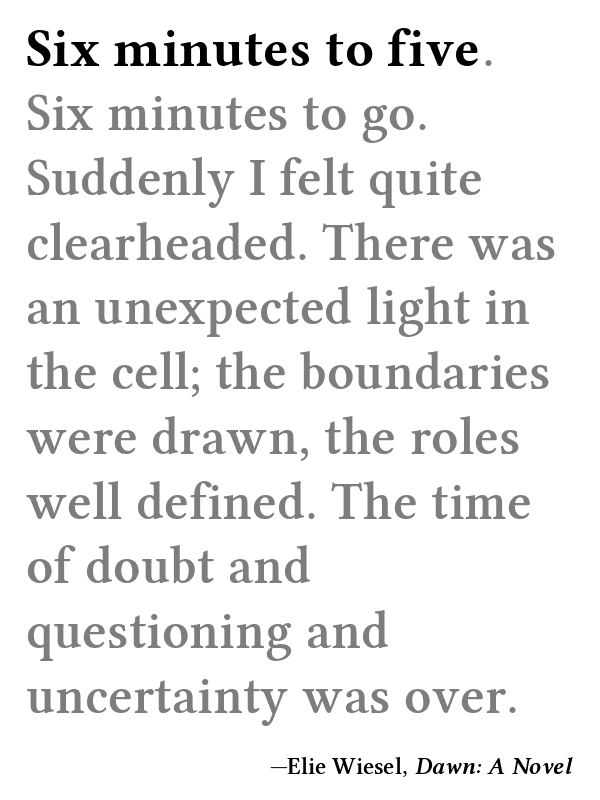 Six minutes to five.
Six minutes to go.
Suddenly I felt quite
clearheaded. There was
an unexpected light in
the cell; the boundaries
were drawn, the roles
well defined. The time
of doubt and
questioning and
uncertainty was over.
—Elie Wiesel, Dawn: A Novel